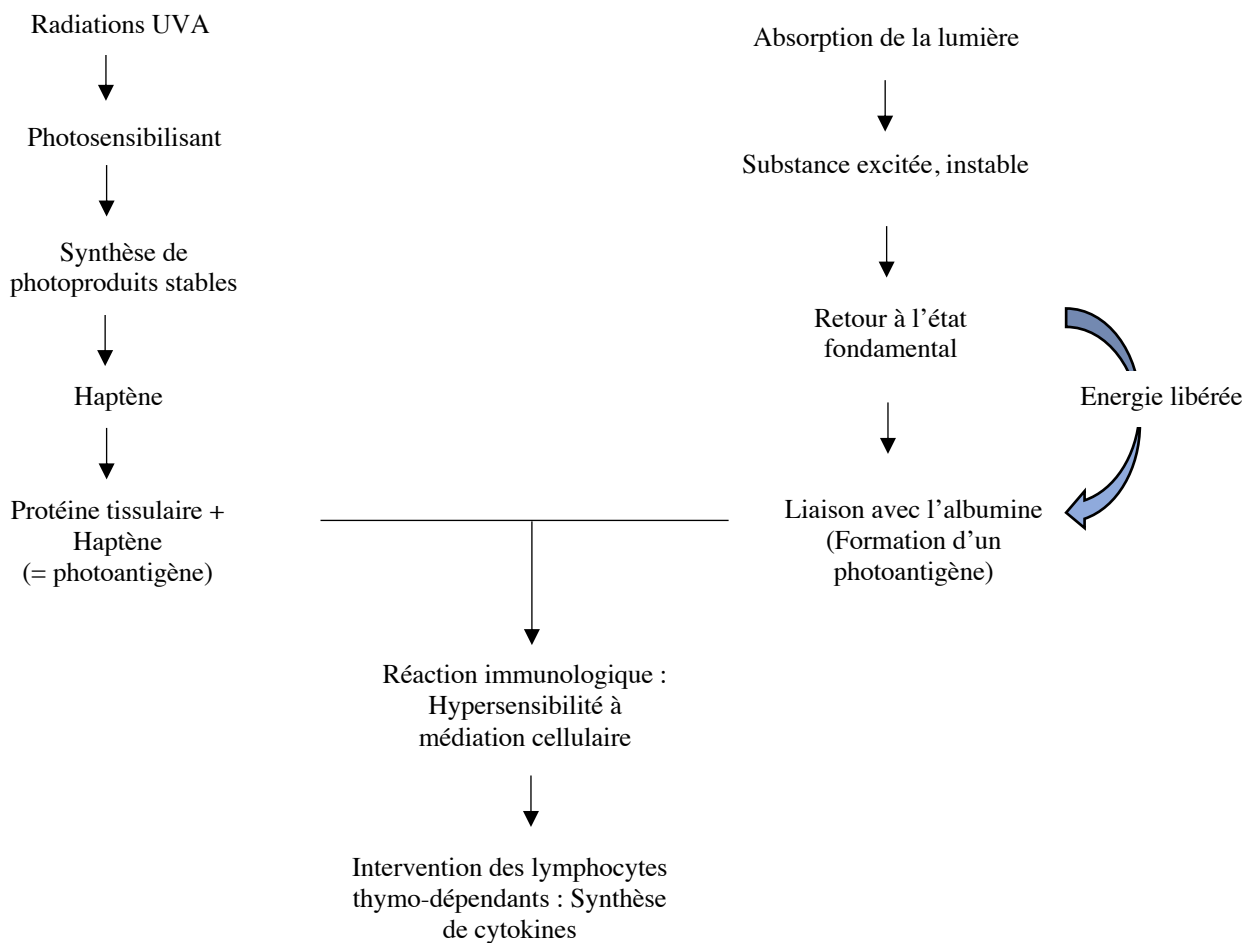 Radiations UVA
Photosensibilisant
Synthèse de
photoproduits stables
Haptène
Protéine tissulaire +
Haptène
(= photoantigène)
Absorption de la lumière
Substance excitée, instable
Retour à l’état
fondamental
Energie libérée
Liaison avec l’albumine
(Formation d’un
photoantigène)
Réaction immunologique :
Hypersensibilité à
médiation cellulaire
Intervention des lymphocytes
thymo-dépendants : Synthèse
de cytokines